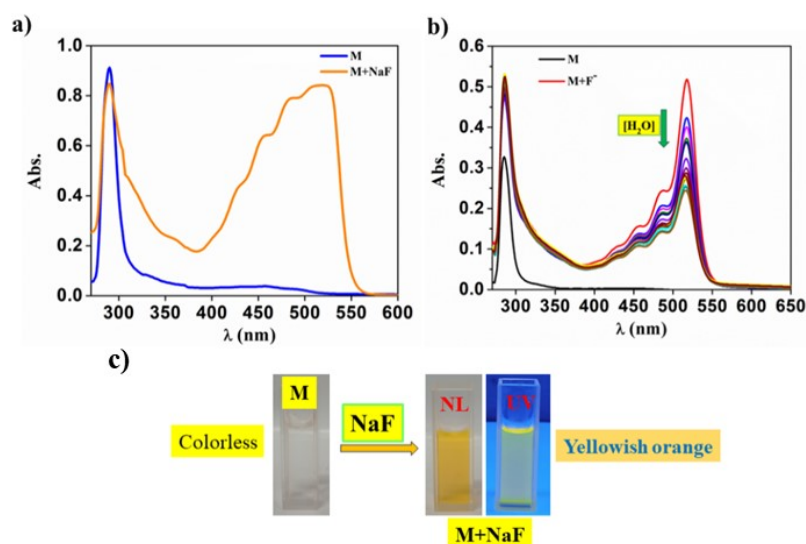 a)
M
M+NaF
Abs.
1.0
0.8
0.6
0.4
0.2
0.0
300 350 400 450 500 550 600
λ (nm)
b)
M
M+F⁻
[H₂O]
Abs.
0.6
0.5
0.4
0.3
0.2
0.1
0.0
300 350 400 450 500 550 600 650
λ (nm)
c)
M
Colorless
NaF
NL
UV
Yellowish orange
M+NaF